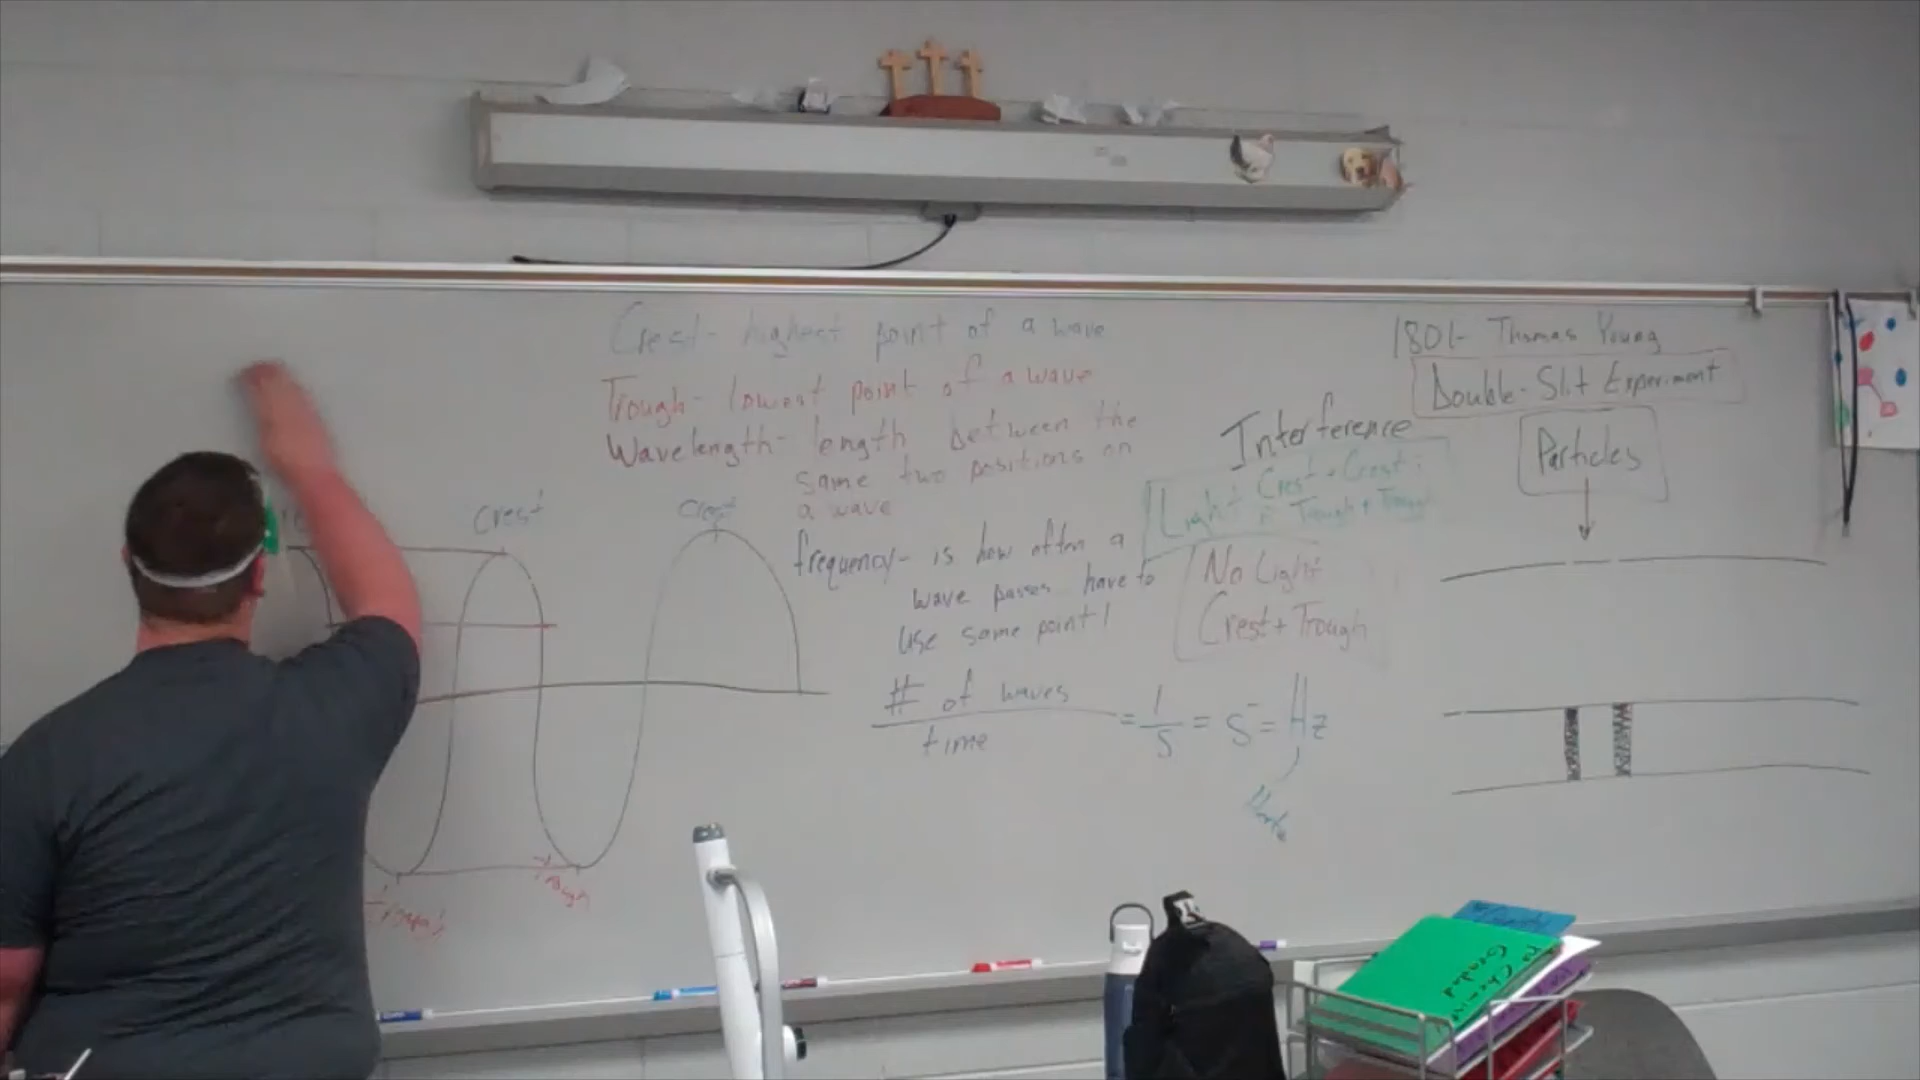 Crest- highest point of a wave
Trough- lowest point of a wave
Wavelength- length between the
same two positions on
a wave
frequency- is how often a
wave passes have to
use same point!
# of waves
time
= 1/s = s⁻ = Hz
Crest
Crest
Trough
Trough
Interference
Light Crest + Crest
Trough + Trough
No Light
Crest + Trough
1801- Thomas Young
Double-Slit Experiment
Particles
Graded